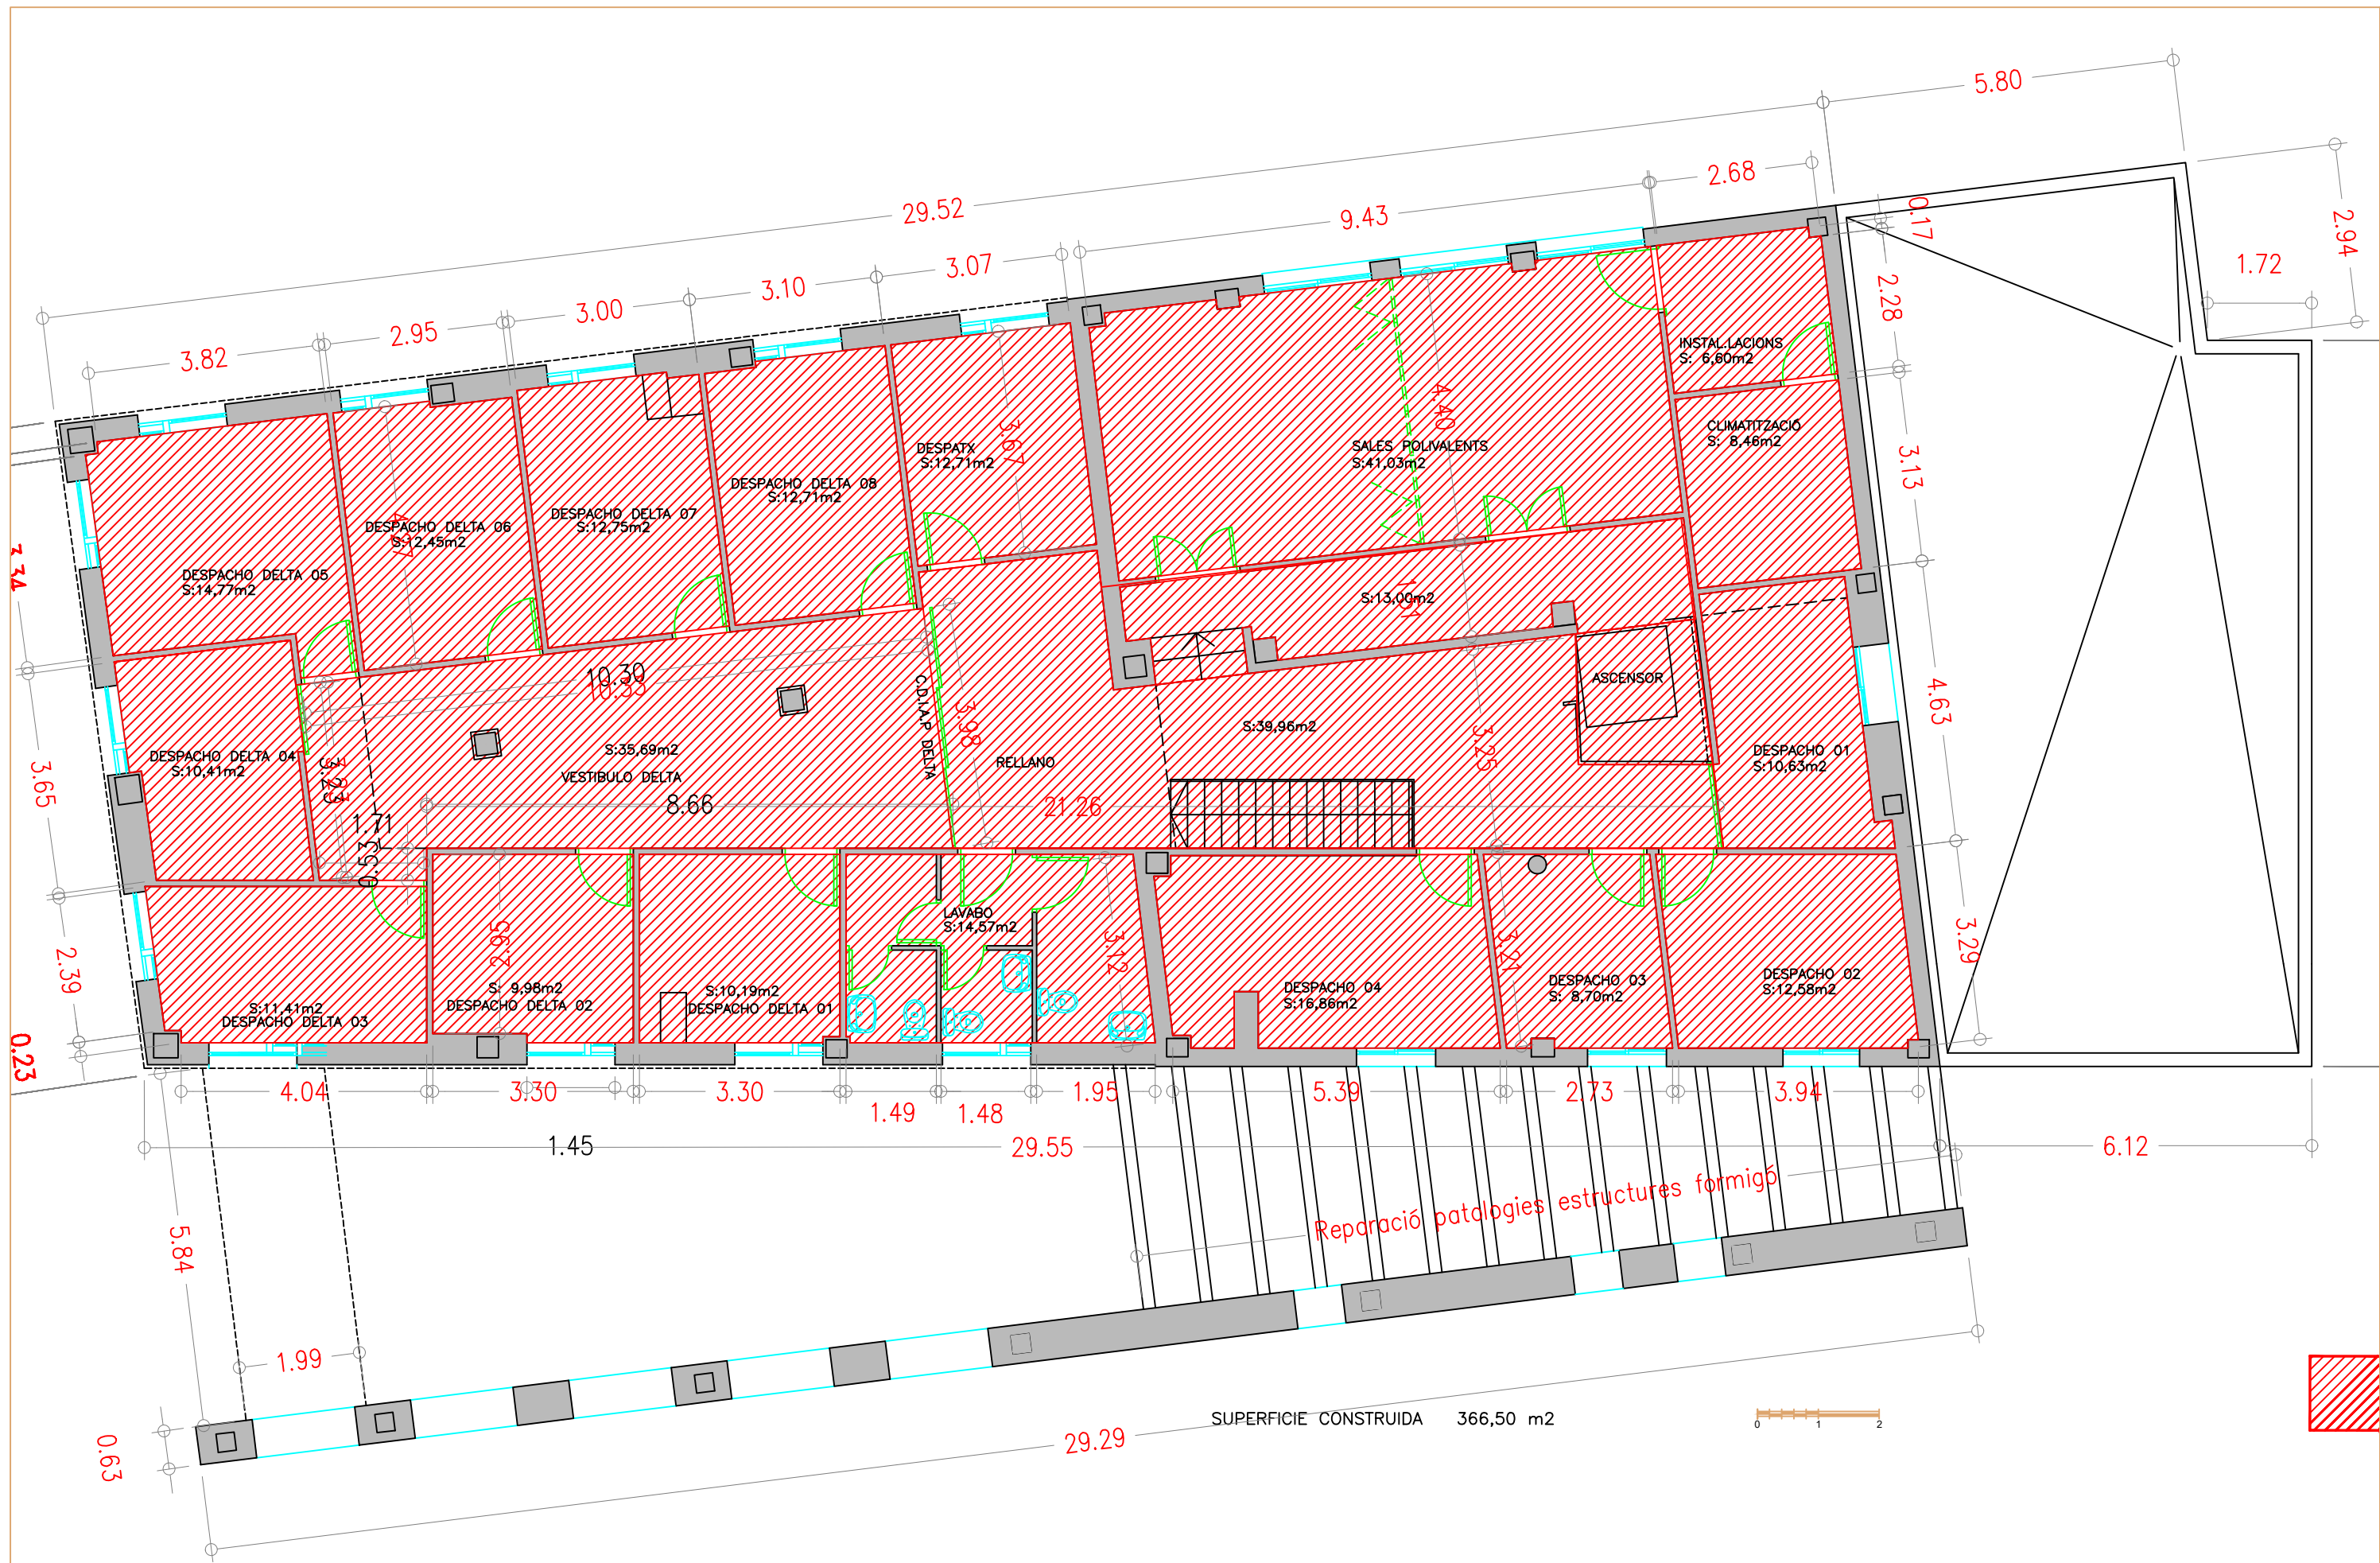 5.80
2.68
0.17
29.52
9.43
2.94
1.72
3.07
3.10
2.28
3.00
2.95
3.82
INSTAL.LACIONS
S: 6,60m2
4.40
3.67
CLIMATITZACIÓ
S: 8,46m2
SALES POLIVALENTS
S:41,03m2
DESPATX
S:12,71m2
3.13
DESPACHO DELTA 08
S:12,71m2
DESPACHO DELTA 07
S:12,75m2
DESPACHO DELTA 06
S:12,45m2
DESPACHO DELTA 05
S:14,77m2
3.34
S:13,00m2
10.30
10.33
ASCENSOR
4.63
C.D.I.A.P DELTA
3.98
S:39,96m2
3.25
RELLANO
DESPACHO 01
S:10,63m2
S:35,69m2
VESTIBULO DELTA
DESPACHO DELTA 04
S:10,41m2
3.23
3.65
8.66
21.26
1.71
0.53
2.95
LAVABO
S:14,57m2
3.12
3.21
3.29
2.39
DESPACHO 02
S:12,58m2
DESPACHO 03
S: 8,70m2
DESPACHO 04
S:16,86m2
S: 9,98m2
DESPACHO DELTA 02
S:10,19m2
DESPACHO DELTA 01
S:11,41m2
DESPACHO DELTA 03
0.23
4.04
3.30
3.30
1.49
1.48
1.95
5.39
2.73
3.94
1.45
29.55
6.12
Reparació patologies estructures formigó
5.84
1.99
SUPERFICIE CONSTRUIDA 366,50 m2
0 1 2
29.29
0.63